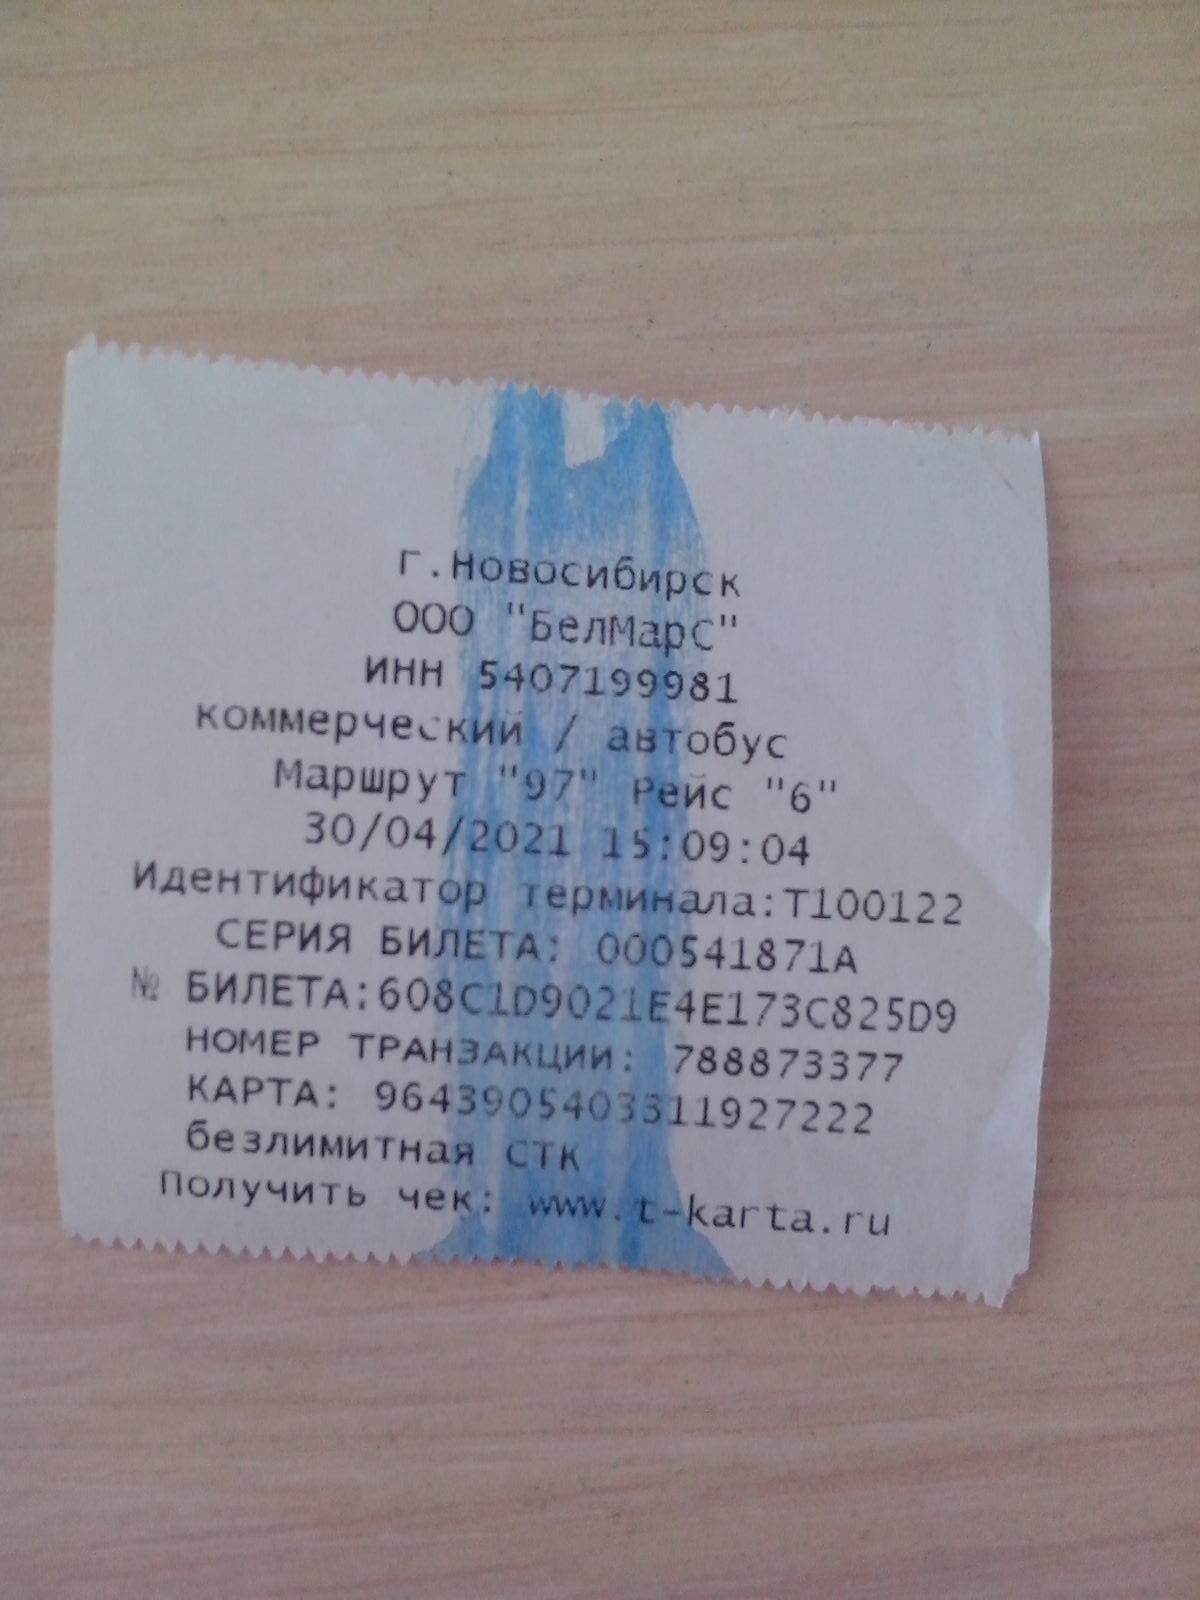 г.Новосибирск
ООО "БелМарС"
ИНН 5407199981
коммерческий / автобус
Маршрут "97" Рейс "6"
30/04/2021 15:09:04
Идентификатор терминала:T100122
СЕРИЯ БИЛЕТА: 000541871A
№ БИЛЕТА:608C1D9021E4E173C825D9
НОМЕР ТРАНЗАКЦИИ: 788873377
КАРТА: 9643905403311927222
безлимитная СТК
Получить чек: www.t-karta.ru